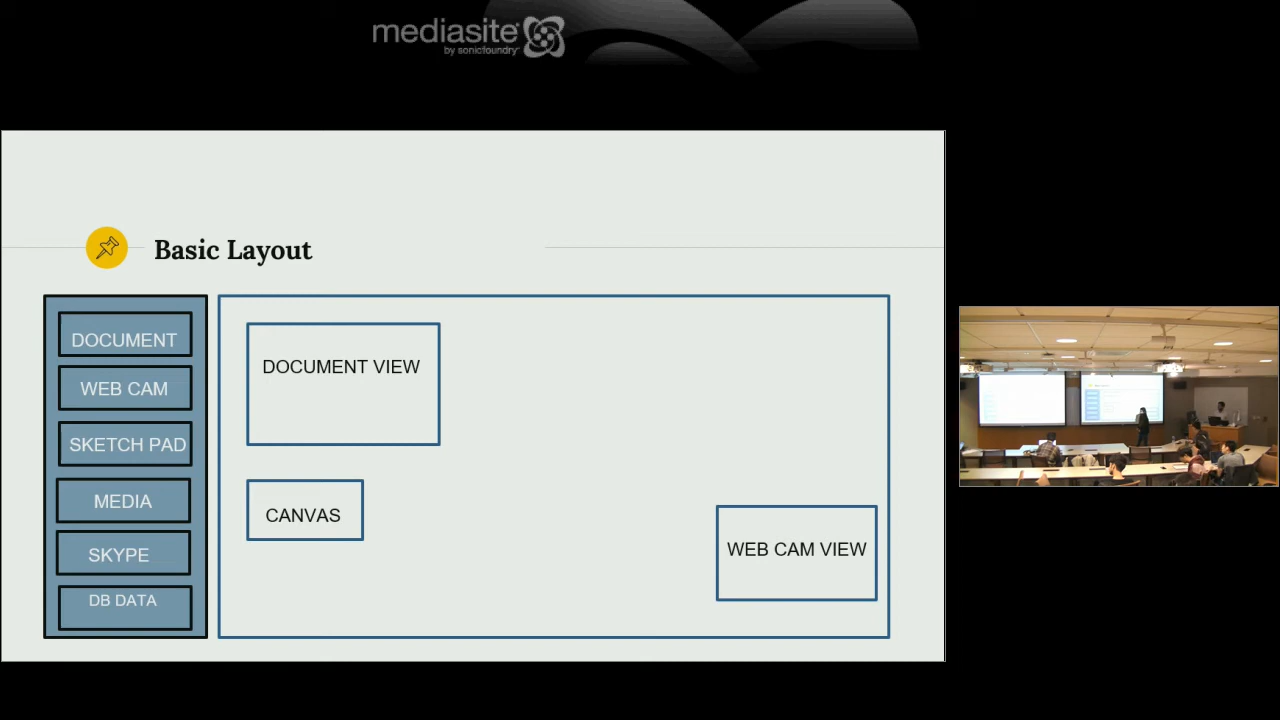 mediasite
by sonicfoundry
Basic Layout
DOCUMENT
WEB CAM
SKETCH PAD
MEDIA
SKYPE
DB DATA
DOCUMENT VIEW
CANVAS
WEB CAM VIEW